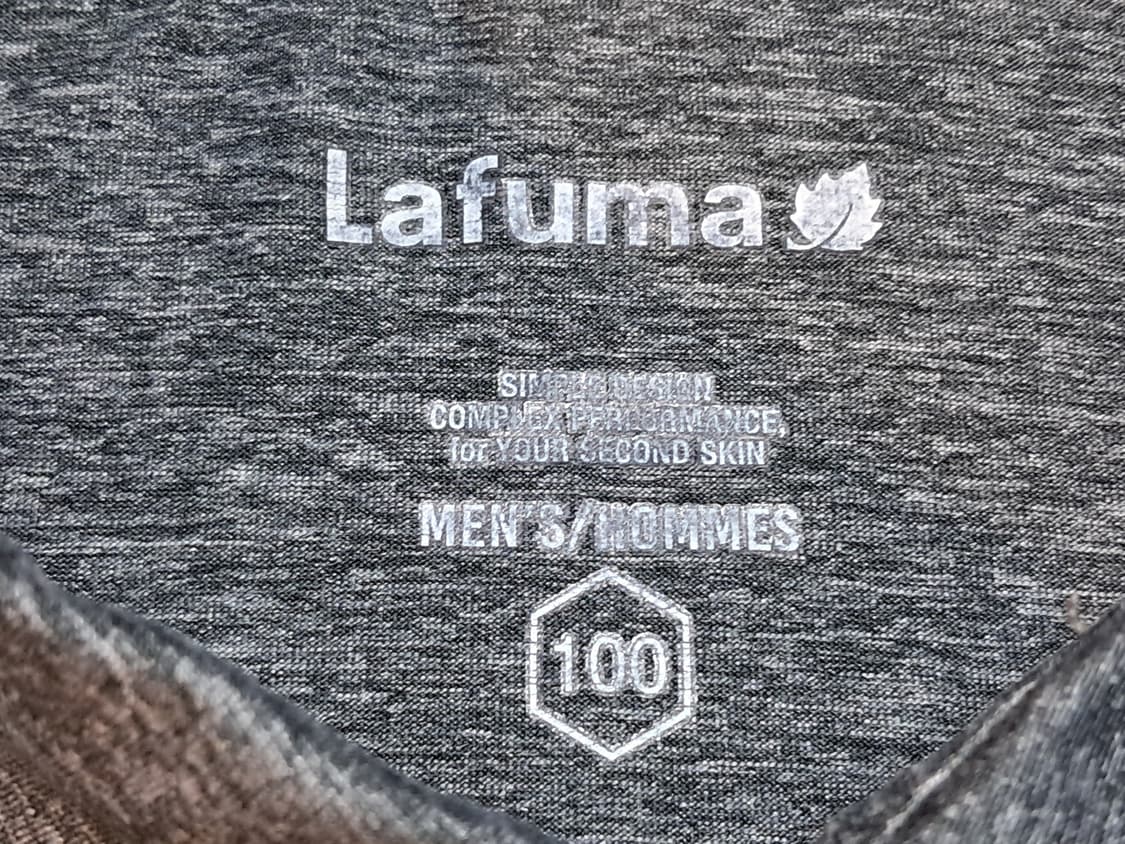 Lafuma
SIMPLE DESIGN
COMPLEX PERFORMANCE,
for YOUR SECOND SKIN
MEN'S/HOMMES
100